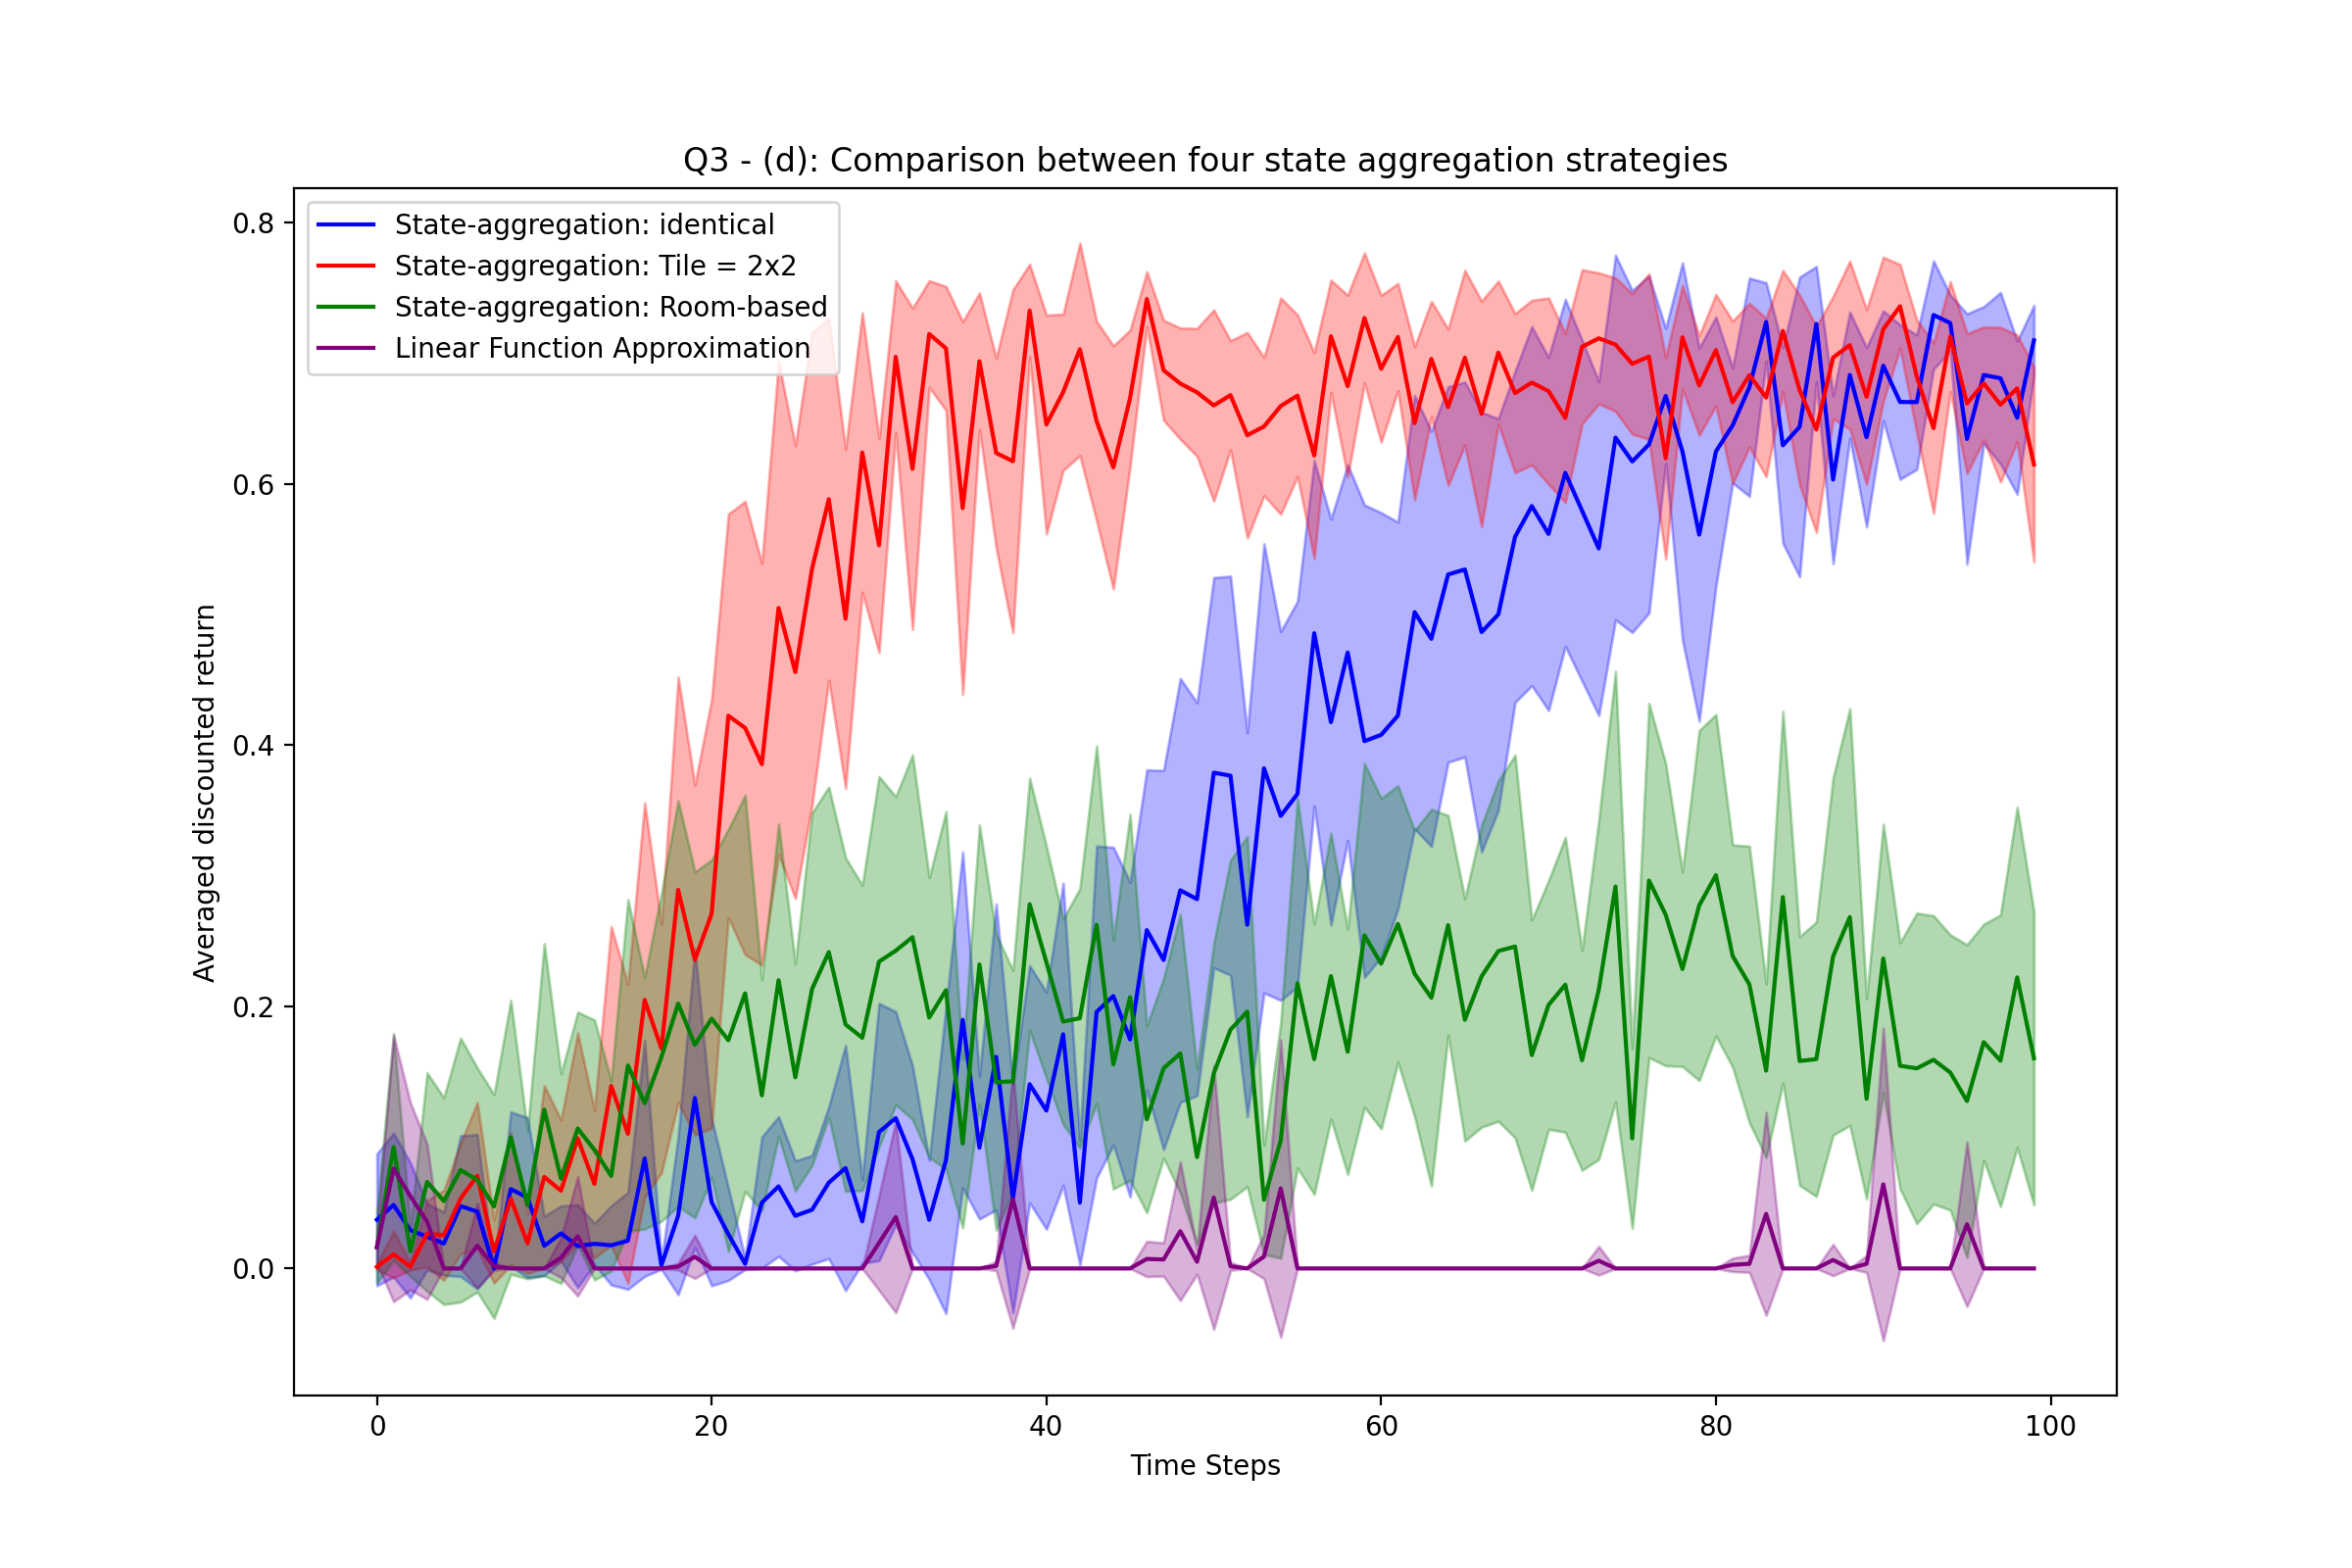 Q3 - (d): Comparison between four state aggregation strategies
State-aggregation: identical
State-aggregation: Tile = 2x2
State-aggregation: Room-based
Linear Function Approximation
Averaged discounted return
0.8
0.6
0.4
0.2
0.0
0 20 40 60 80 100
Time Steps